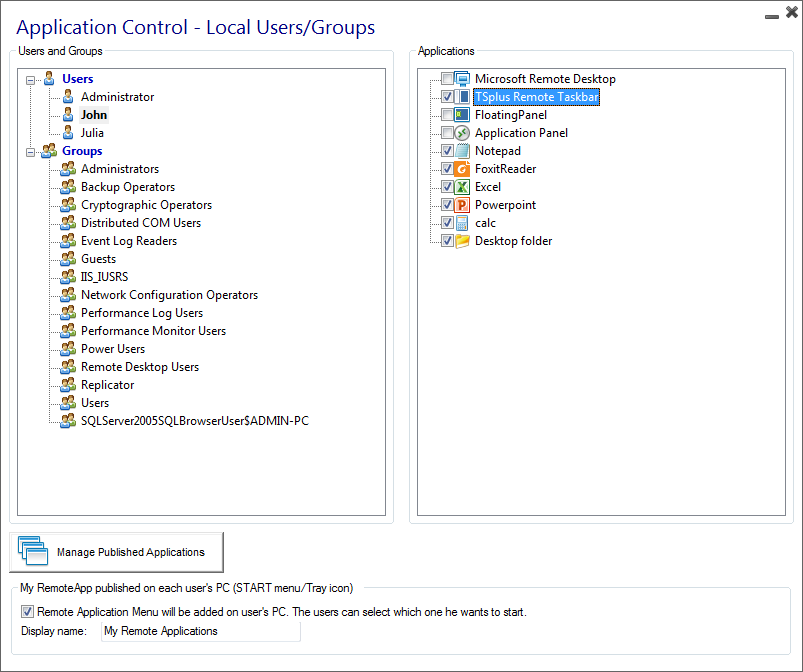 Application Control - Local Users/Groups
Users and Groups
Users
Administrator
John
Julia
Groups
Administrators
Backup Operators
Cryptographic Operators
Distributed COM Users
Event Log Readers
Guests
IIS_IUSRS
Network Configuration Operators
Performance Log Users
Performance Monitor Users
Power Users
Remote Desktop Users
Replicator
Users
SQLServer2005SQLBrowserUser$ADMIN-PC
Applications
Microsoft Remote Desktop
TSplus Remote Taskbar
FloatingPanel
Application Panel
Notepad
FoxitReader
Excel
Powerpoint
calc
Desktop folder
Manage Published Applications
My RemoteApp published on each user's PC (START menu/Tray icon)
Remote Application Menu will be added on user's PC. The users can select which one he wants to start.
Display name: My Remote Applications